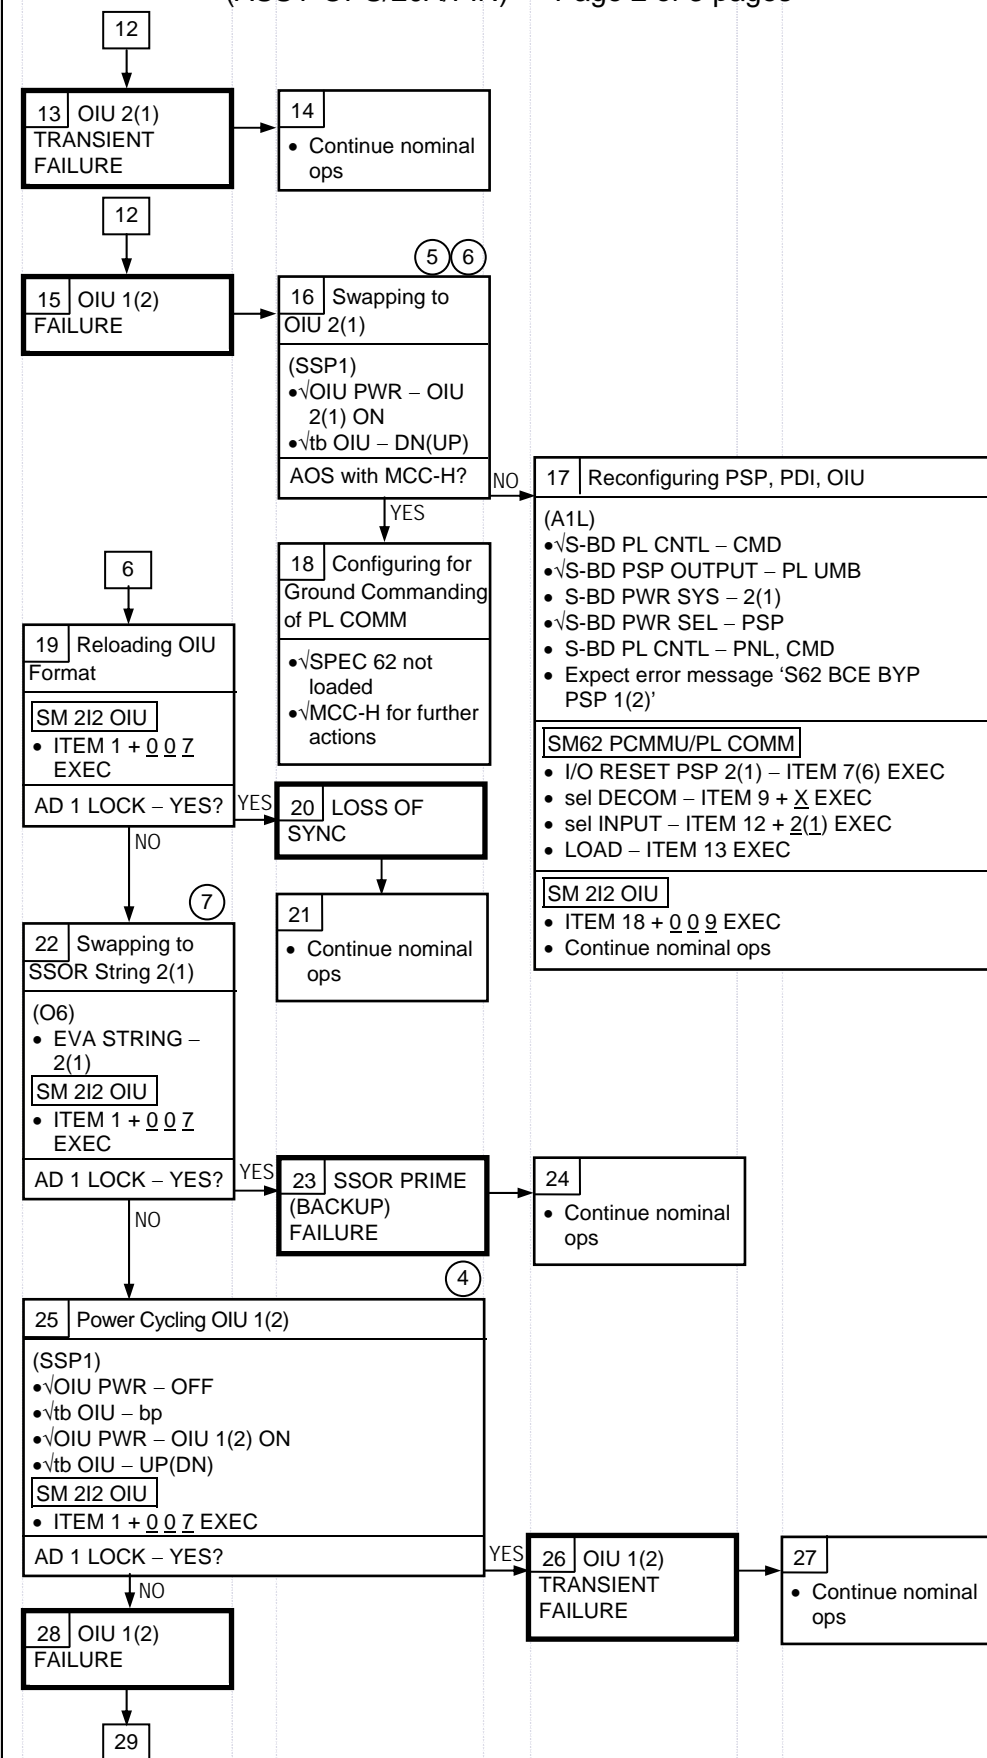 12
13 OIU 2(1)
TRANSIENT
FAILURE
14
• Continue nominal
ops
12
15 OIU 1(2)
FAILURE
5 6
16 Swapping to
OIU 2(1)
(SSP1)
•√OIU PWR – OIU
2(1) ON
•√tb OIU – DN(UP)
AOS with MCC-H?
NO
YES
17 Reconfiguring PSP, PDI, OIU
(A1L)
•√S-BD PL CNTL – CMD
•√S-BD PSP OUTPUT – PL UMB
• S-BD PWR SYS – 2(1)
•√S-BD PWR SEL – PSP
• S-BD PL CNTL – PNL, CMD
• Expect error message ‘S62 BCE BYP
PSP 1(2)’
SM62 PCMMU/PL COMM
• I/O RESET PSP 2(1) – ITEM 7(6) EXEC
• sel DECOM – ITEM 9 + X EXEC
• sel INPUT – ITEM 12 + 2(1) EXEC
• LOAD – ITEM 13 EXEC
SM 2I2 OIU
• ITEM 18 + 0 0 9 EXEC
• Continue nominal ops
18 Configuring for
Ground Commanding
of PL COMM
•√SPEC 62 not
loaded
•√MCC-H for further
actions
6
19 Reloading OIU
Format
SM 2I2 OIU
• ITEM 1 + 0 0 7
EXEC
AD 1 LOCK – YES?
YES
NO
20 LOSS OF
SYNC
21
• Continue nominal
ops
7
22 Swapping to
SSOR String 2(1)
(O6)
• EVA STRING –
2(1)
SM 2I2 OIU
• ITEM 1 + 0 0 7
EXEC
AD 1 LOCK – YES?
YES
NO
23 SSOR PRIME
(BACKUP)
FAILURE
24
• Continue nominal
ops
4
25 Power Cycling OIU 1(2)
(SSP1)
•√OIU PWR – OFF
•√tb OIU – bp
•√OIU PWR – OIU 1(2) ON
•√tb OIU – UP(DN)
SM 2I2 OIU
• ITEM 1 + 0 0 7 EXEC
AD 1 LOCK – YES?
YES
NO
26 OIU 1(2)
TRANSIENT
FAILURE
27
• Continue nominal
ops
28 OIU 1(2)
FAILURE
29